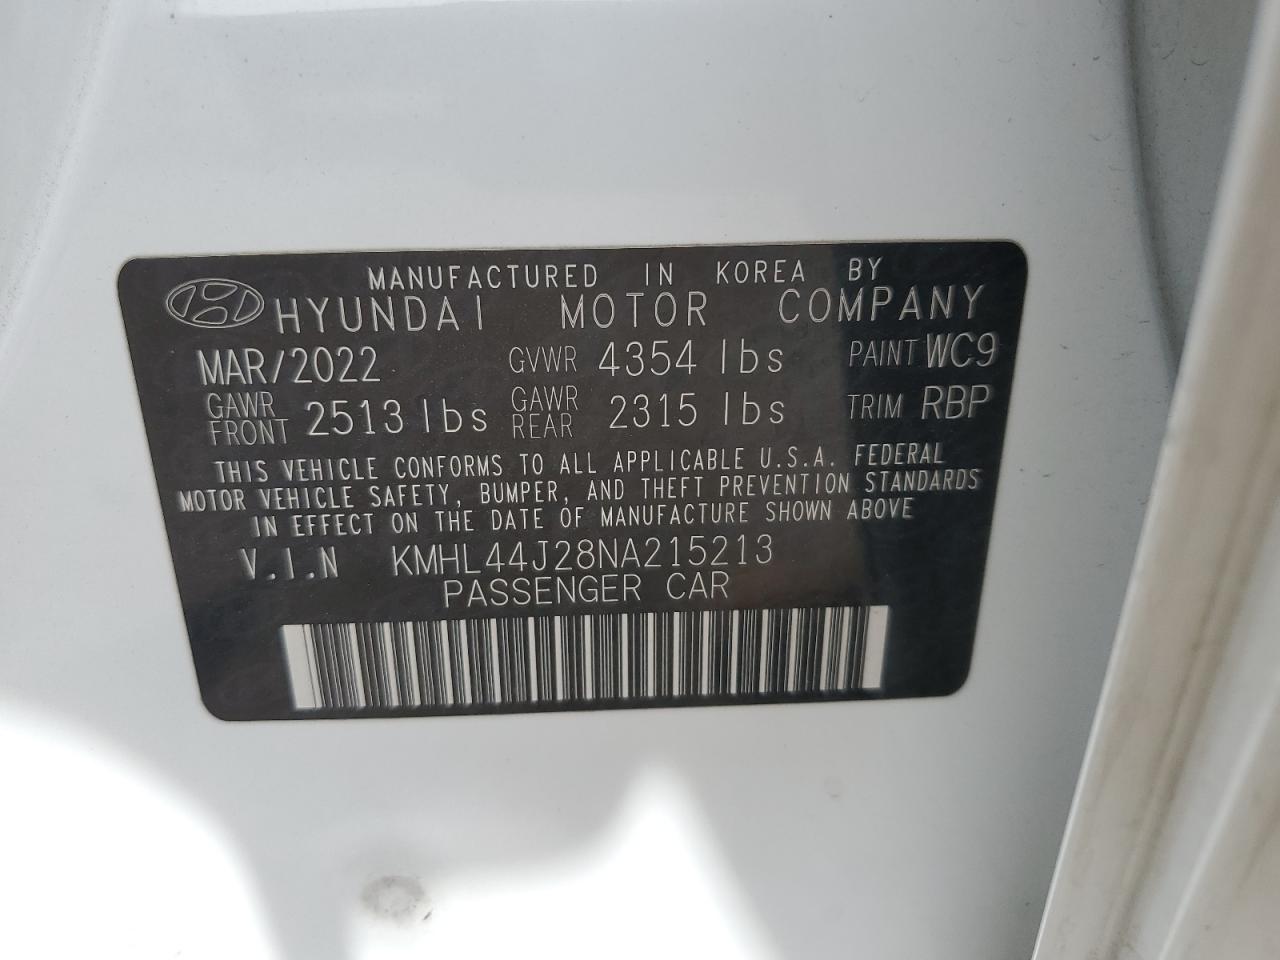 MANUFACTURED IN KOREA BY
HYUNDAI MOTOR COMPANY
MAR/2022 GVWR 4354 lbs PAINT WC9
GAWR FRONT 2513 lbs GAWR REAR 2315 lbs TRIM RBP
THIS VEHICLE CONFORMS TO ALL APPLICABLE U.S.A. FEDERAL
MOTOR VEHICLE SAFETY, BUMPER, AND THEFT PREVENTION STANDARDS
IN EFFECT ON THE DATE OF MANUFACTURE SHOWN ABOVE
V.I.N KMHL44J28NA215213
PASSENGER CAR